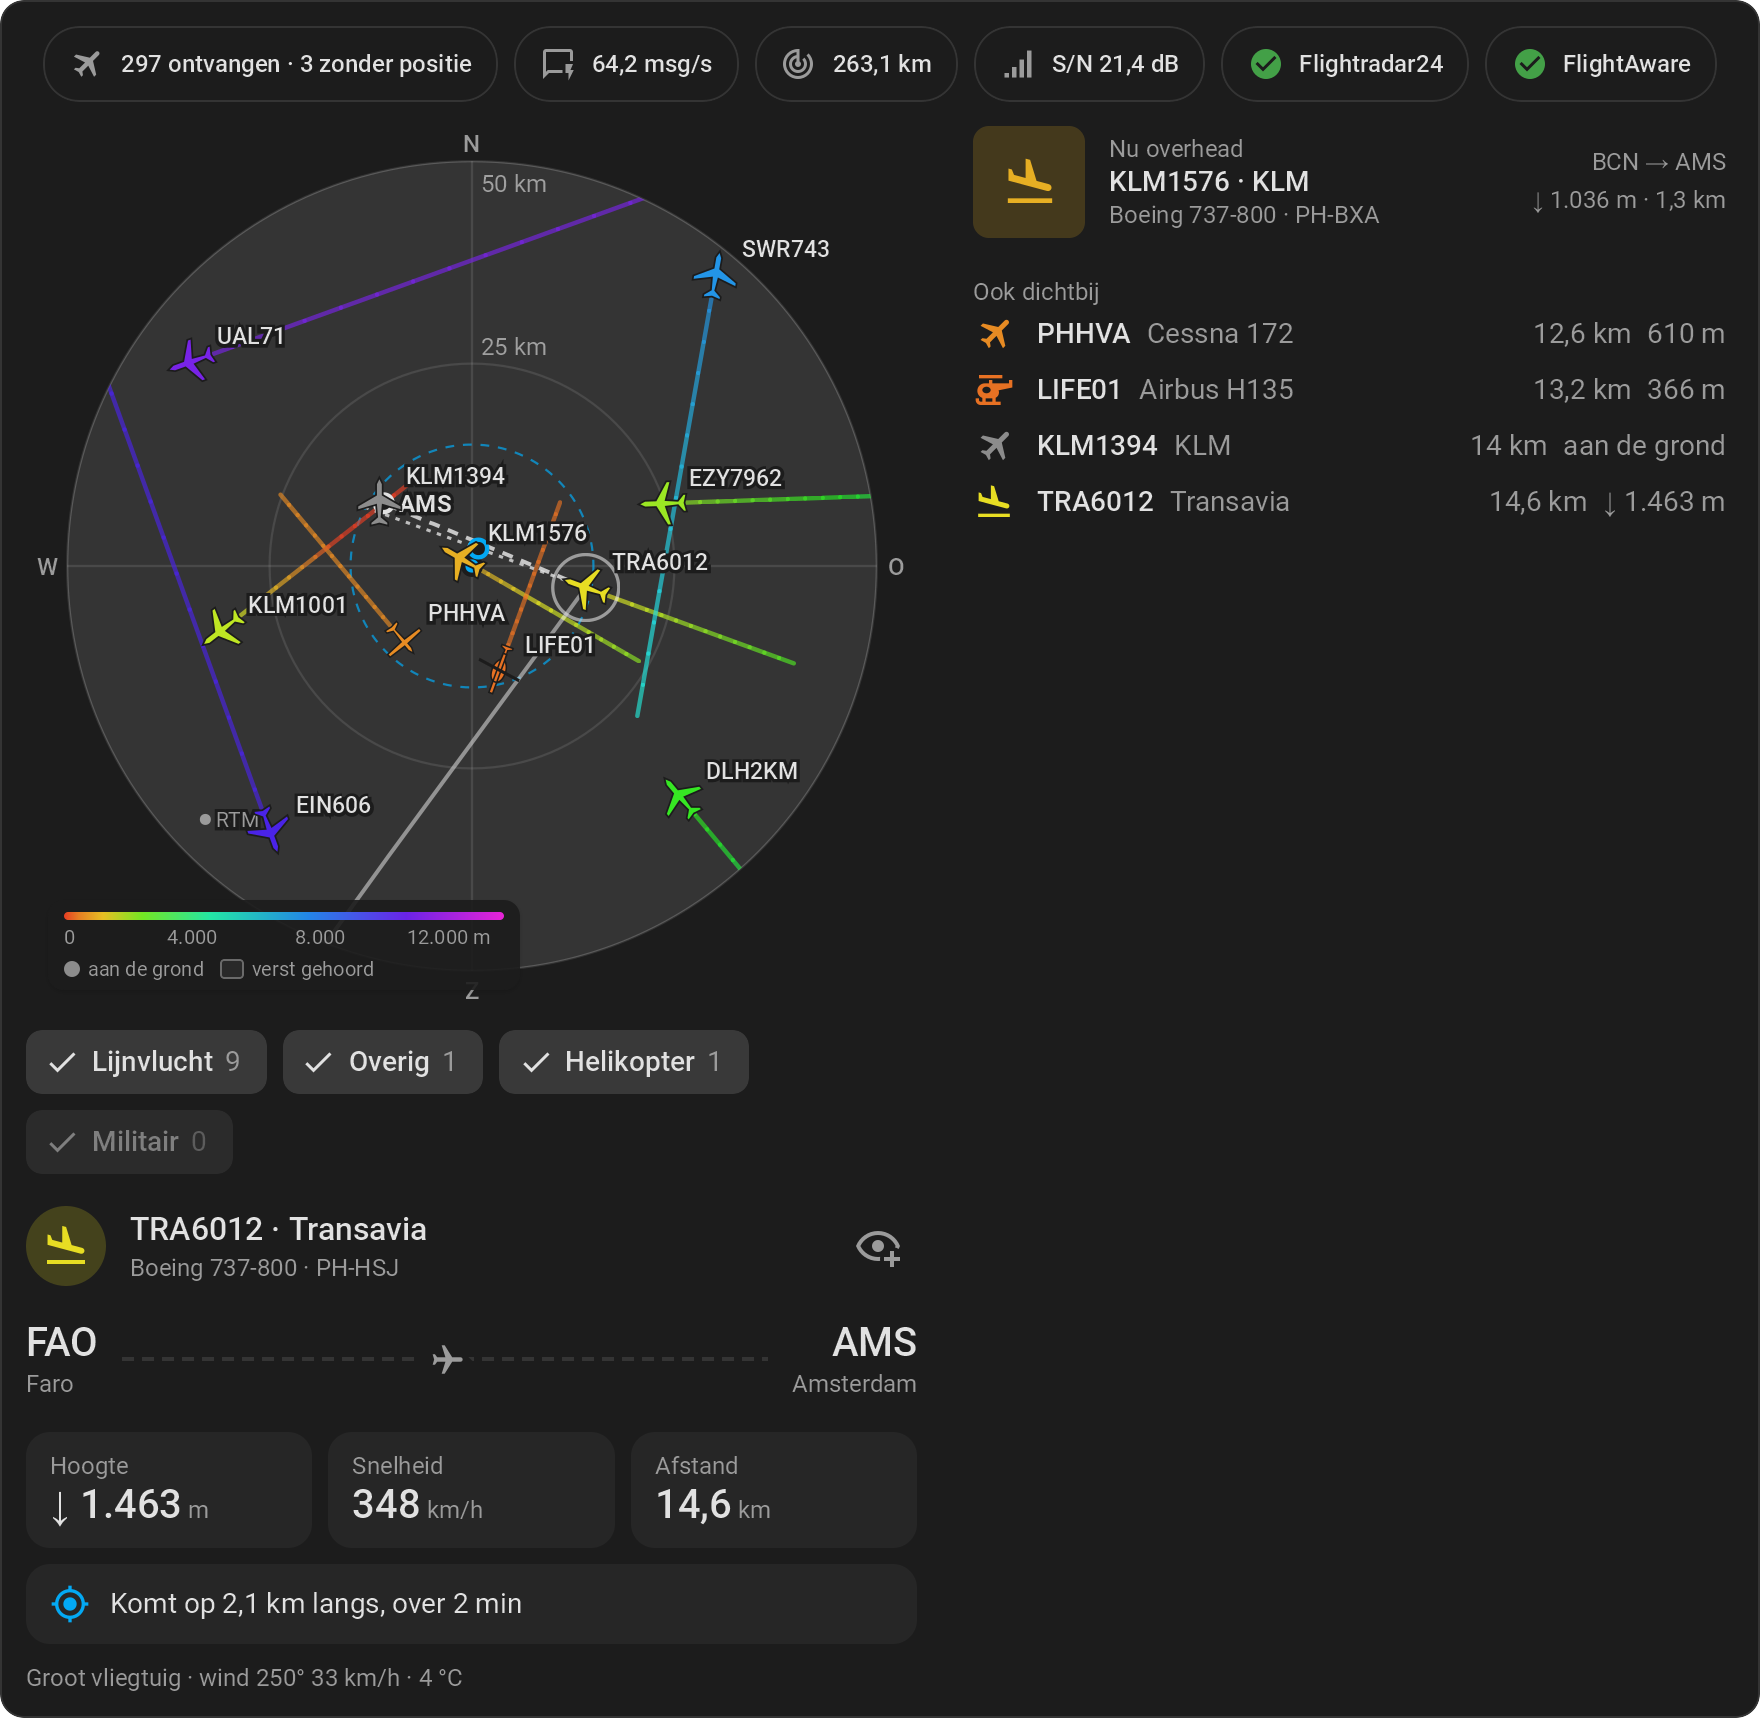 297 ontvangen · 3 zonder positie
64,2 msg/s
263,1 km
S/N 21,4 dB
Flightradar24
FlightAware
N
50 km
25 km
W
O
Z
SWR743
UAL71
KLM1394
AMS
EZY7962
KLM1576
TRA6012
KLM1001
PHHVA
LIFE01
DLH2KM
EIN606
RTM
0 4.000 8.000 12.000 m
aan de grond verst gehoord
Nu overhead
KLM1576 · KLM
Boeing 737-800 · PH-BXA
BCN → AMS
↓ 1.036 m · 1,3 km
Ook dichtbij
PHHVA Cessna 172 12,6 km 610 m
LIFE01 Airbus H135 13,2 km 366 m
KLM1394 KLM 14 km aan de grond
TRA6012 Transavia 14,6 km ↓ 1.463 m
Lijnvlucht 9
Overig 1
Helikopter 1
Militair 0
TRA6012 · Transavia
Boeing 737-800 · PH-HSJ
FAO AMS
Faro Amsterdam
Hoogte
↓ 1.463 m
Snelheid
348 km/h
Afstand
14,6 km
Komt op 2,1 km langs, over 2 min
Groot vliegtuig · wind 250° 33 km/h · 4 °C